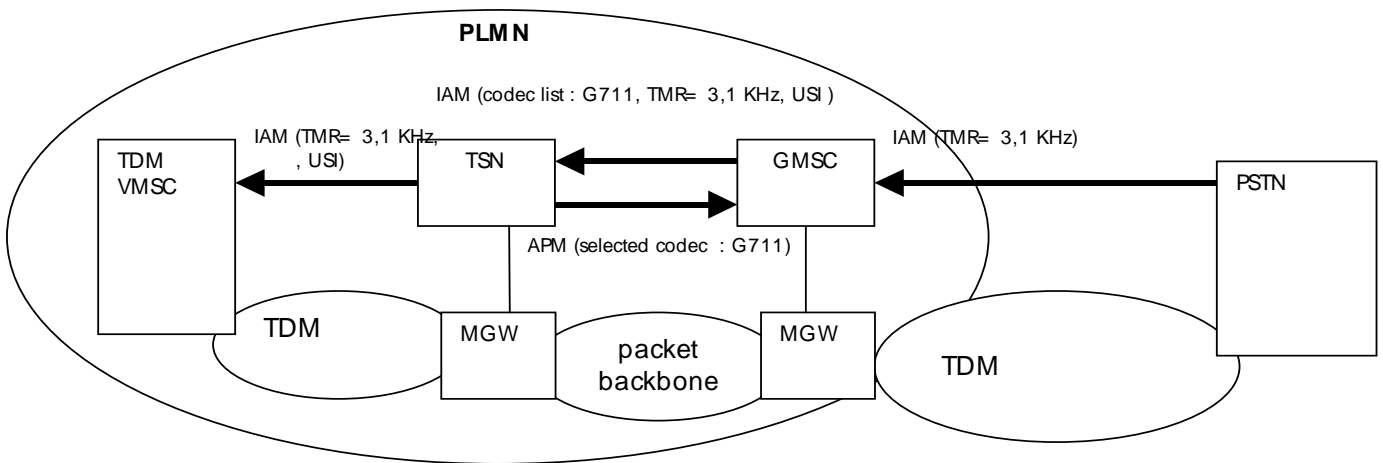 PLMN
IAM (codec list : G711, TMR= 3,1 KHz, USI )
IAM (TMR= 3,1 KHz,
, USI)
IAM (TMR= 3,1 KHz)
TDM
VMSC
TSN
GMSC
PSTN
APM (selected codec : G711)
TDM
MGW
packet
backbone
MGW
TDM